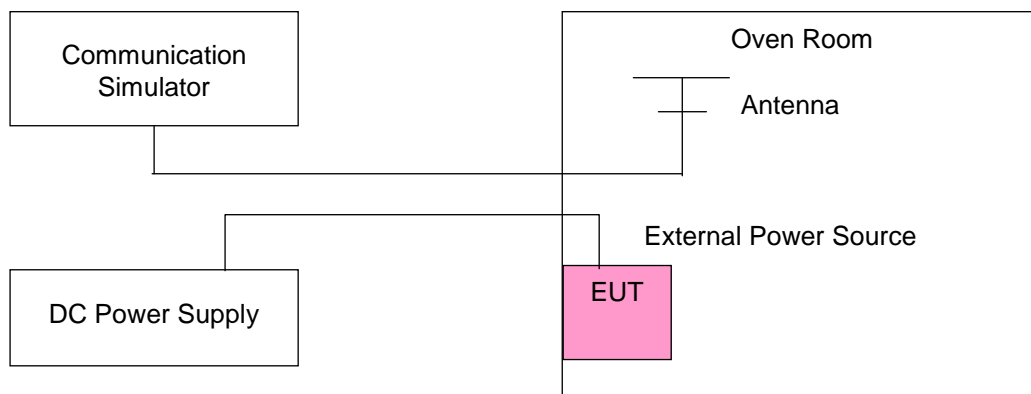 Communication
Simulator
Oven Room
Antenna
External Power Source
EUT
DC Power Supply